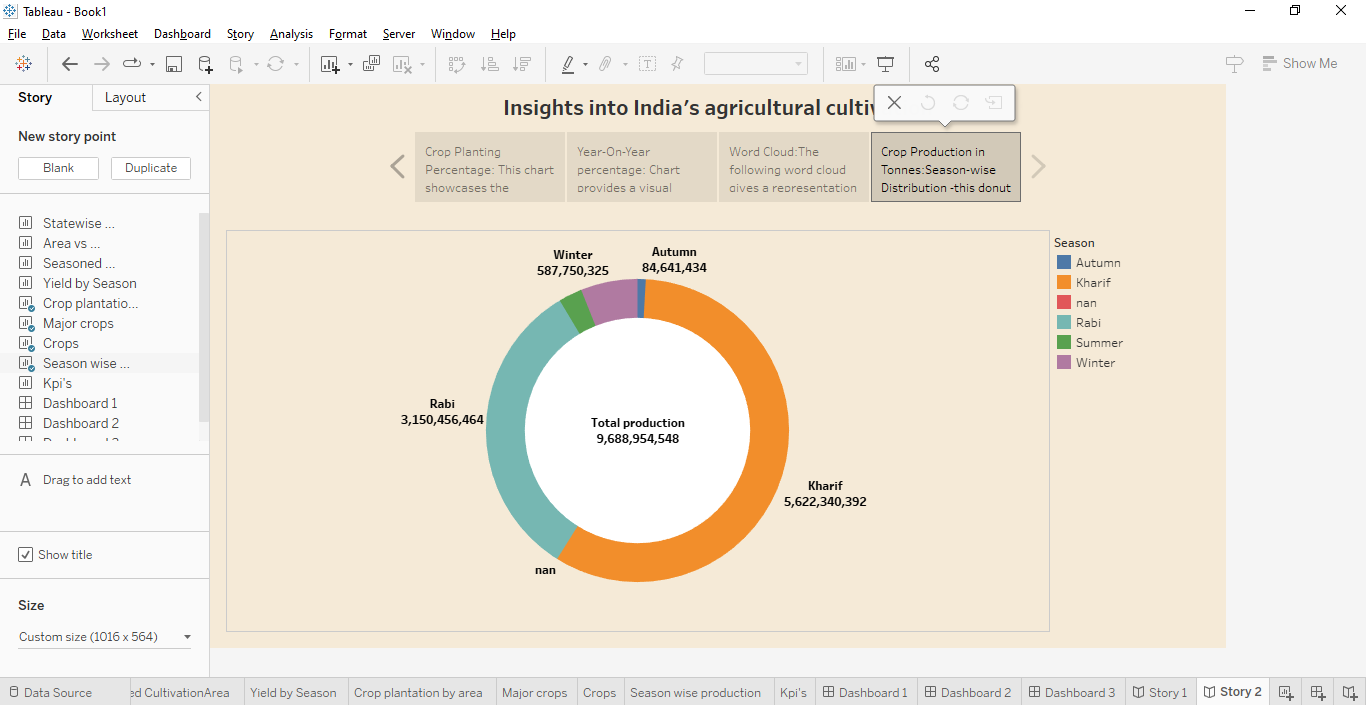 Tableau - Book1
File Data Worksheet Dashboard Story Analysis Format Server Window Help
Show Me
Story
Layout
New story point
Blank
Duplicate
Statewise ...
Area vs ...
Seasoned ...
Yield by Season
Crop plantatio...
Major crops
Crops
Season wise ...
Kpi's
Dashboard 1
Dashboard 2
A Drag to add text
Show title
Size
Custom size (1016 x 564)
Insights into India's agricultural
Crop Planting
Percentage: This chart
showcases the
Year-On-Year
percentage: Chart
provides a visual
Word Cloud:The
following word cloud
gives a representation
Crop Production in
Tonnes:Season-wise
Distribution -this donut
Winter
587,750,325
Autumn
84,641,434
Rabi
3,150,456,464
Total production
9,688,954,548
Kharif
5,622,340,392
nan
Season
Autumn
Kharif
nan
Rabi
Summer
Winter
Data Source
ed CultivationArea
Yield by Season
Crop plantation by area
Major crops
Crops
Season wise production
Kpi's
Dashboard 1
Dashboard 2
Dashboard 3
Story 1
Story 2